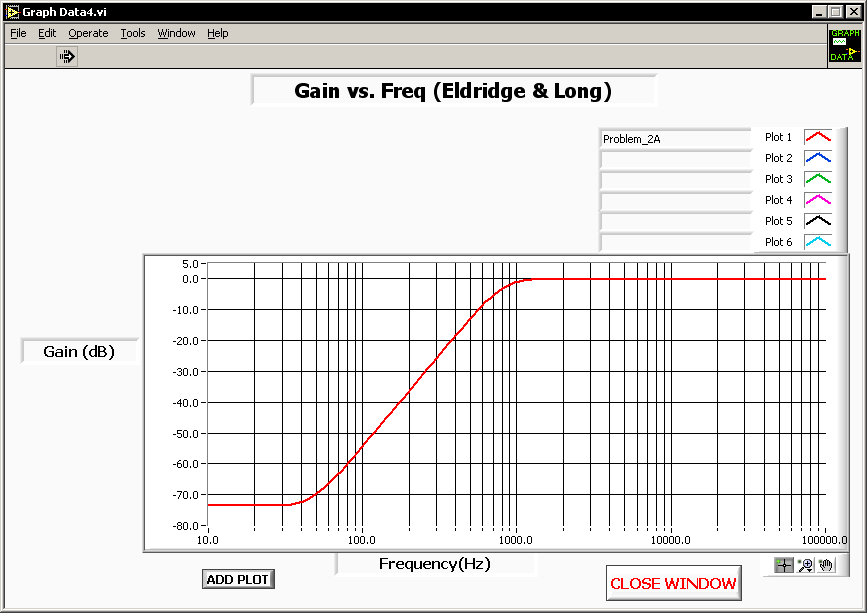 Graph Data4.vi
File Edit Operate Tools Window Help
GRAPH
DATA
Gain vs. Freq (Eldridge & Long)
Problem_2A
Plot 1
Plot 2
Plot 3
Plot 4
Plot 5
Plot 6
Gain (dB)
5.0
0.0
-10.0
-20.0
-30.0
-40.0
-50.0
-60.0
-70.0
-80.0
10.0 100.0 1000.0 10000.0 100000.0
Frequency(Hz)
ADD PLOT
CLOSE WINDOW